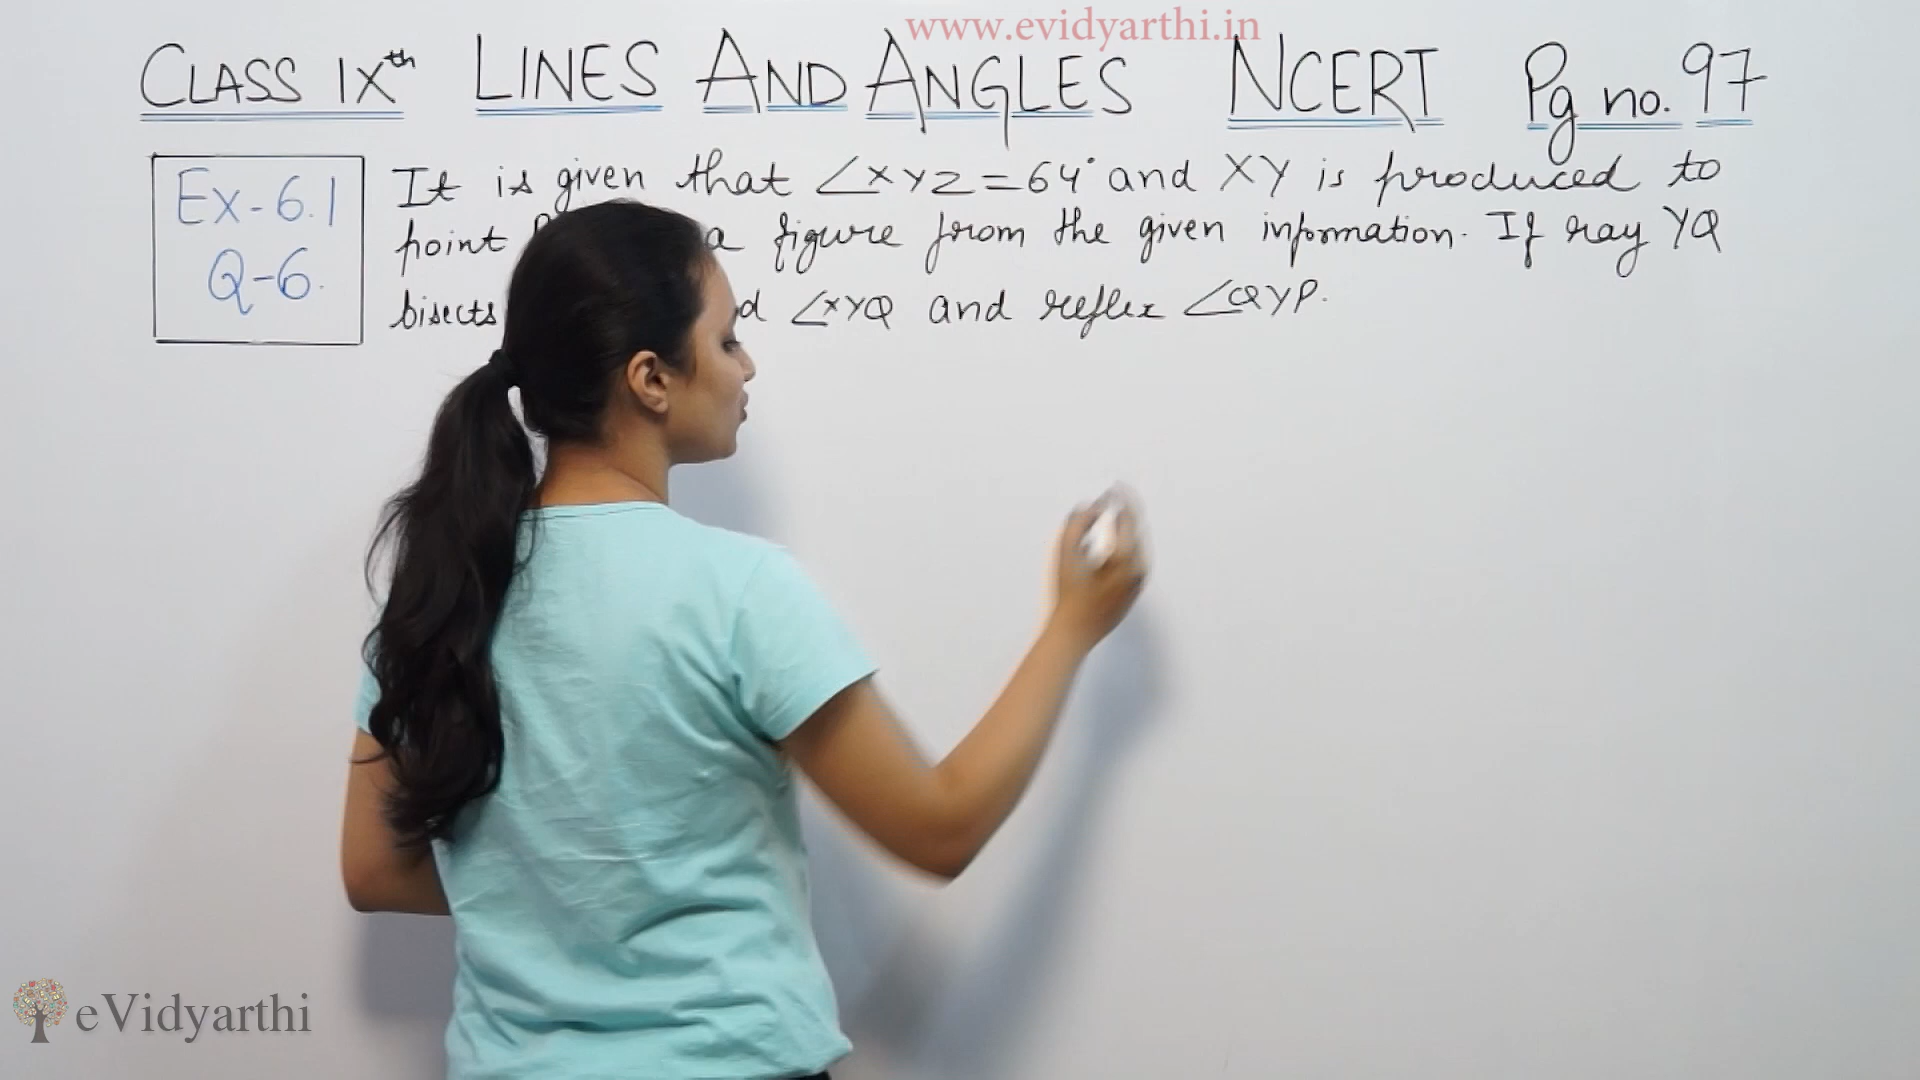 www.evidyarthi.in
CLASS IXth LINES AND ANGLES NCERT Pg no. 97
Ex-6.1
Q-6.
It is given that ∠XYZ=64° and XY is produced to
point a figure from the given information. If ray YQ
bisects ∠XYQ and reflex ∠QYP.
eVidyarthi